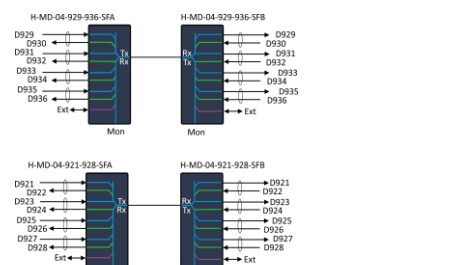 H-MD-04-929-936-SFA
H-MD-04-929-936-SFB
D929
D930
D931
D932
D933
D934
D935
D936
Ext
Tx
Rx
Mon
Rx
Tx
D929
D930
D931
D932
D933
D934
D935
D936
Ext
Mon
H-MD-04-921-928-SFA
H-MD-04-921-928-SFB
D921
D922
D923
D924
D925
D926
D927
D928
Ext
Tx
Rx
Rx
Tx
D921
D922
D923
D924
D925
D926
D927
D928
Ext